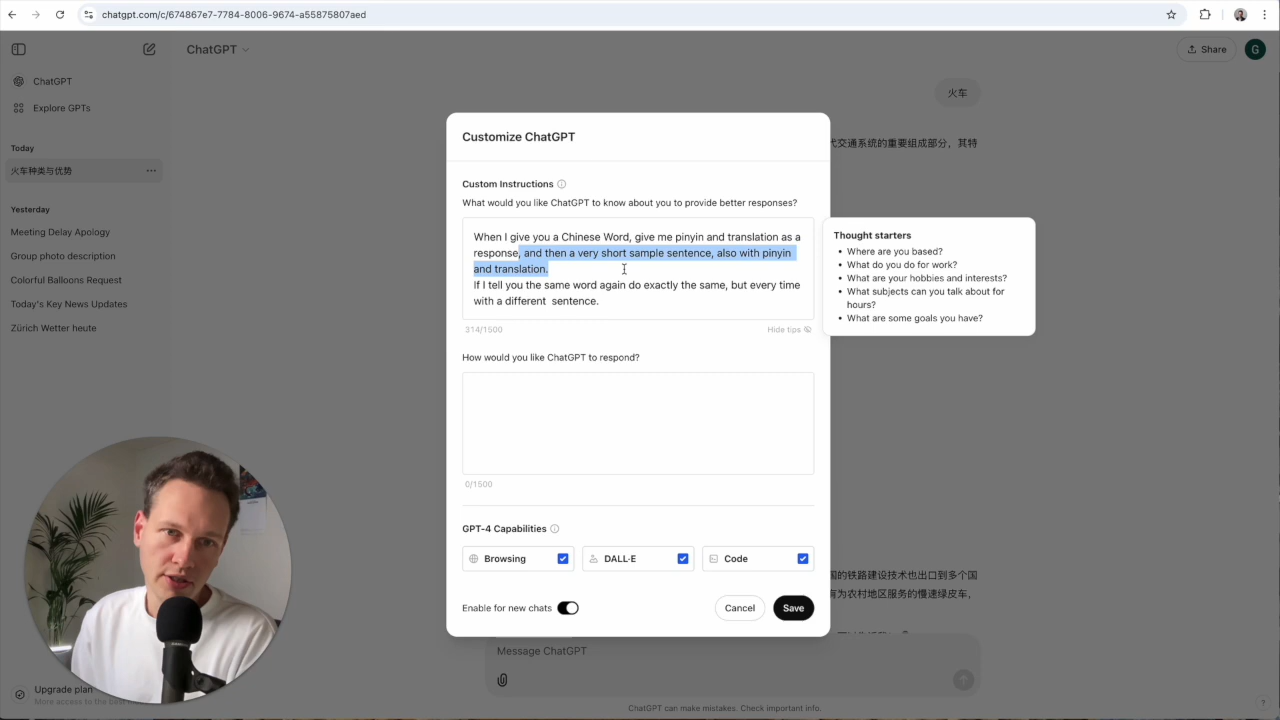 chatgpt.com/c/674867e7-7784-8006-9674-a55875807aed
ChatGPT
Share
G
ChatGPT
Explore GPTs
Today
火车种类与优势
Yesterday
Meeting Delay Apology
Group photo description
Colorful Balloons Request
Today's Key News Updates
Zürich Wetter heute
Upgrade plan
火车
交通系统的重要组成部分，其特
Customize ChatGPT
Custom Instructions
What would you like ChatGPT to know about you to provide better responses?
When I give you a Chinese Word, give me pinyin and translation as a
response, and then a very short sample sentence, also with pinyin
and translation.
If I tell you the same word again do exactly the same, but every time
with a different  sentence.
314/1500
Hide tips
Thought starters
• Where are you based?
• What do you do for work?
• What are your hobbies and interests?
• What subjects can you talk about for
hours?
• What are some goals you have?
How would you like ChatGPT to respond?
0/1500
GPT-4 Capabilities
Browsing
DALL·E
Code
Enable for new chats
Cancel
Save
的铁路建设技术也出口到多个国
有为农村地区服务的慢速绿皮车，
Message ChatGPT
ChatGPT can make mistakes. Check important info.
?